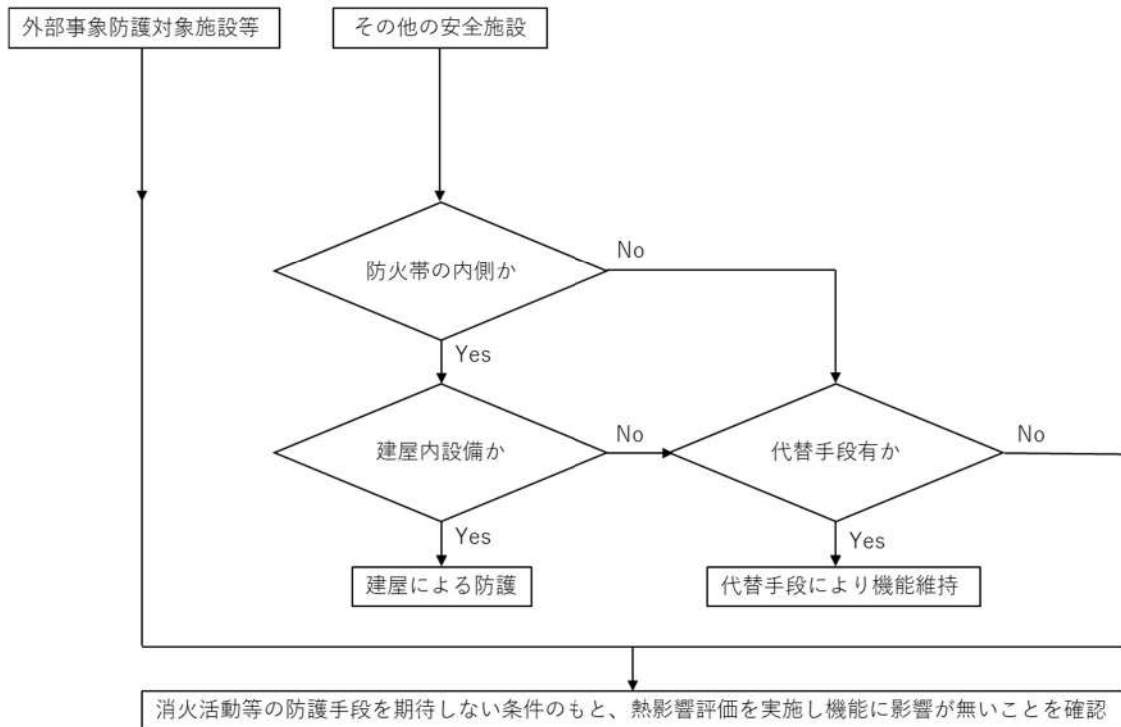 外部事象防護対象施設等
その他の安全施設
防火帯の内側か
No
Yes
建屋内設備か
No
代替手段有か
No
Yes
Yes
建屋による防護
代替手段により機能維持
消火活動等の防護手段を期待しない条件のもと、熱影響評価を実施し機能に影響が無いことを確認